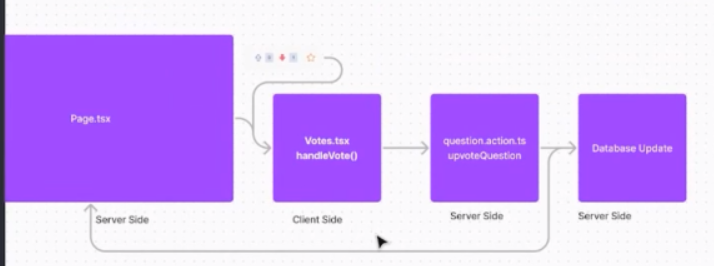 Page.tsx
Votes.tsx
handleVote()
question.action.ts
upvoteQuestion
Database Update
Server Side
Client Side
Server Side
Server Side